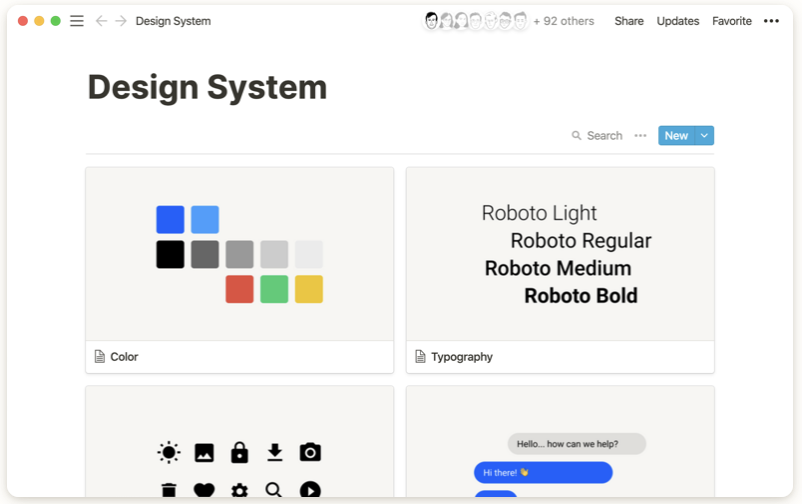 Design System
+ 92 others
Share
Updates
Favorite
Design System
Search
New
Roboto Light
Roboto Regular
Roboto Medium
Roboto Bold
Color
Typography
Hello... how can we help?
Hi there! 👋